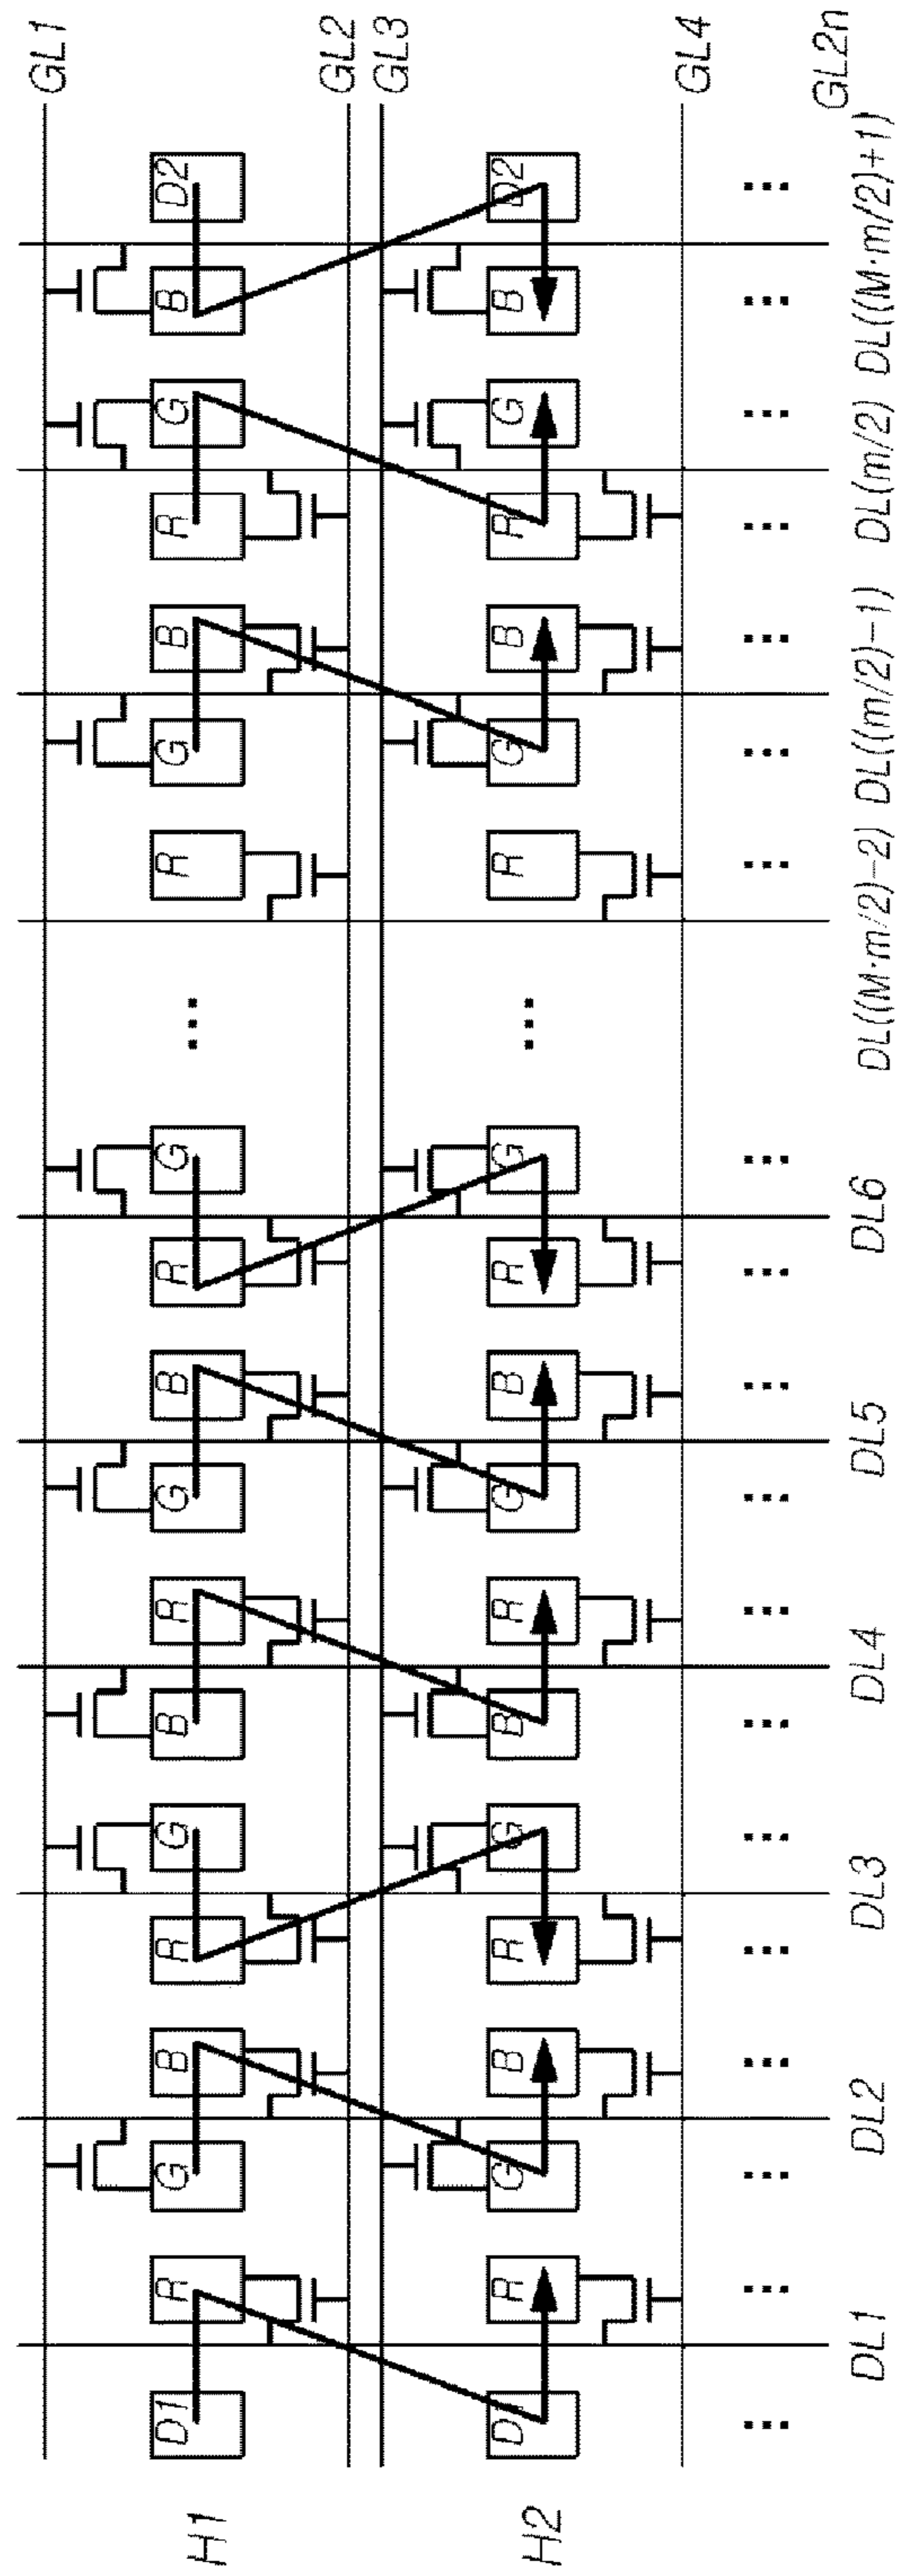 GL1
H1 D1 R G B R G B R G B R G ... R G B R G B D2
GL2
GL3
H2 D1 R G B R G B R G B R G ... R G B R G B D2
GL4
GL2n
DL1 DL2 DL3 DL4 DL5 DL6 DL((M·m/2)-2) DL((m/2)-1) DL(m/2) DL((M·m/2)+1)